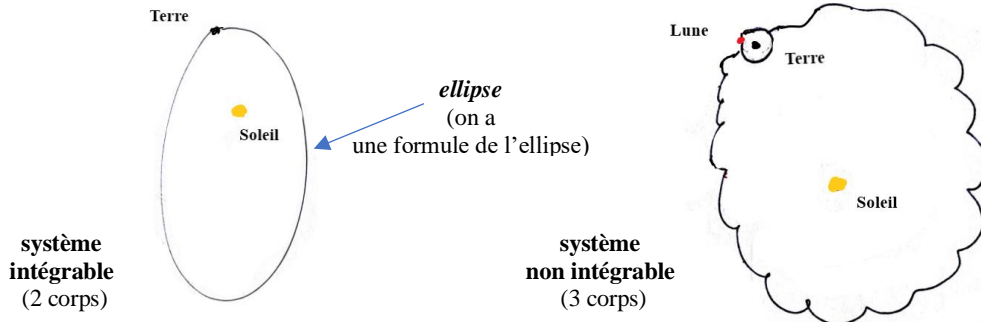 Terre
Soleil
ellipse
(on a
une formule de l’ellipse)
système
intégrable
(2 corps)
Lune
Terre
Soleil
système
non intégrable
(3 corps)